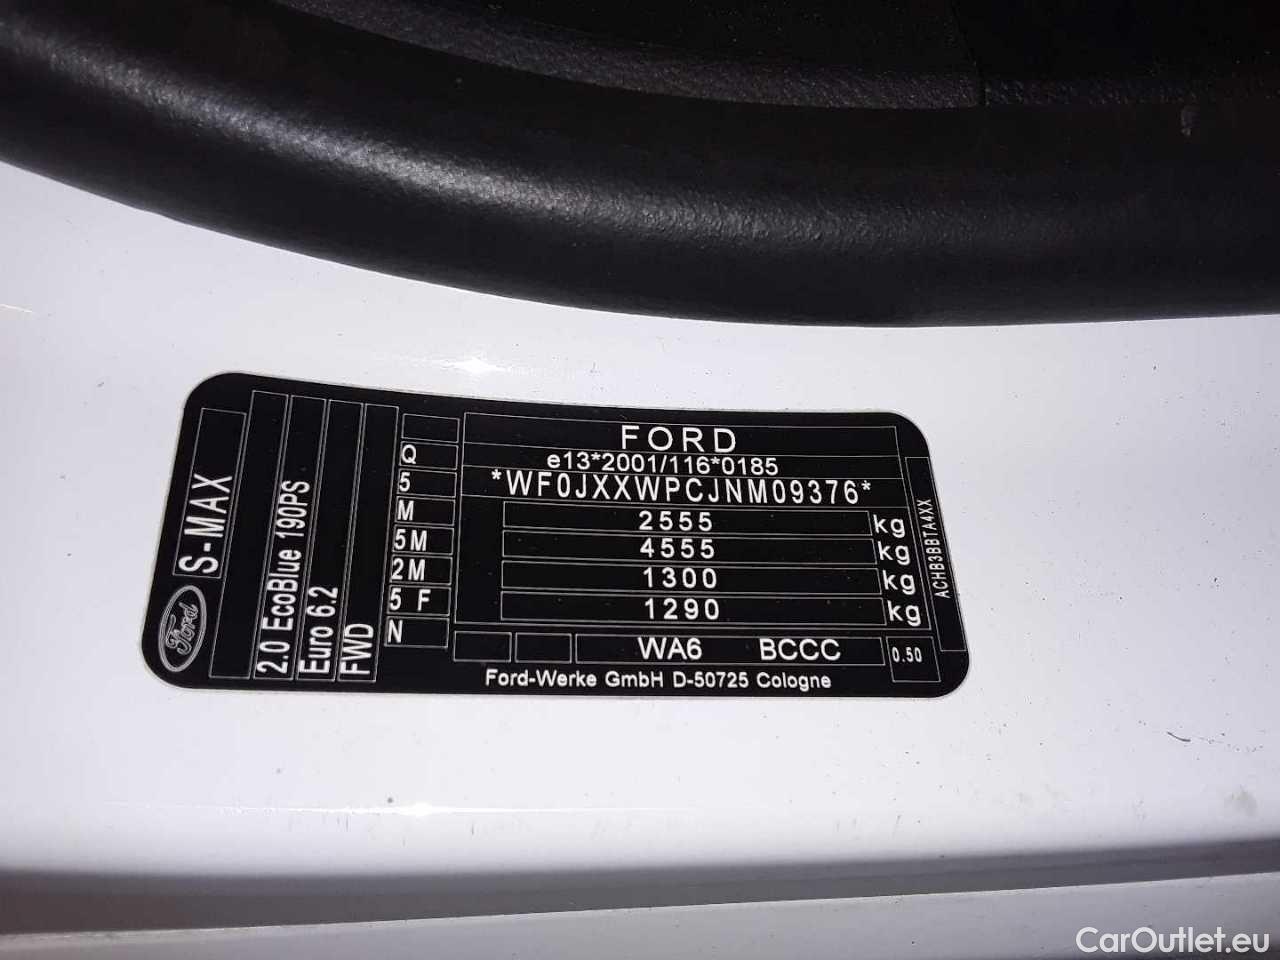 FORD
e13*2001/116*0185
*WF0JXXWPCJNM09376*
2555 kg
4555 kg
1300 kg
1290 kg
WA6 BCCC
0.50
Ford-Werke GmbH D-50725 Cologne
Q
5
M
5M
2M
5 F
N
Ford
S-MAX
2.0 EcoBlue 190PS
Euro 6.2
FWD
ACHB3BBTA4XX
CarOutlet.eu